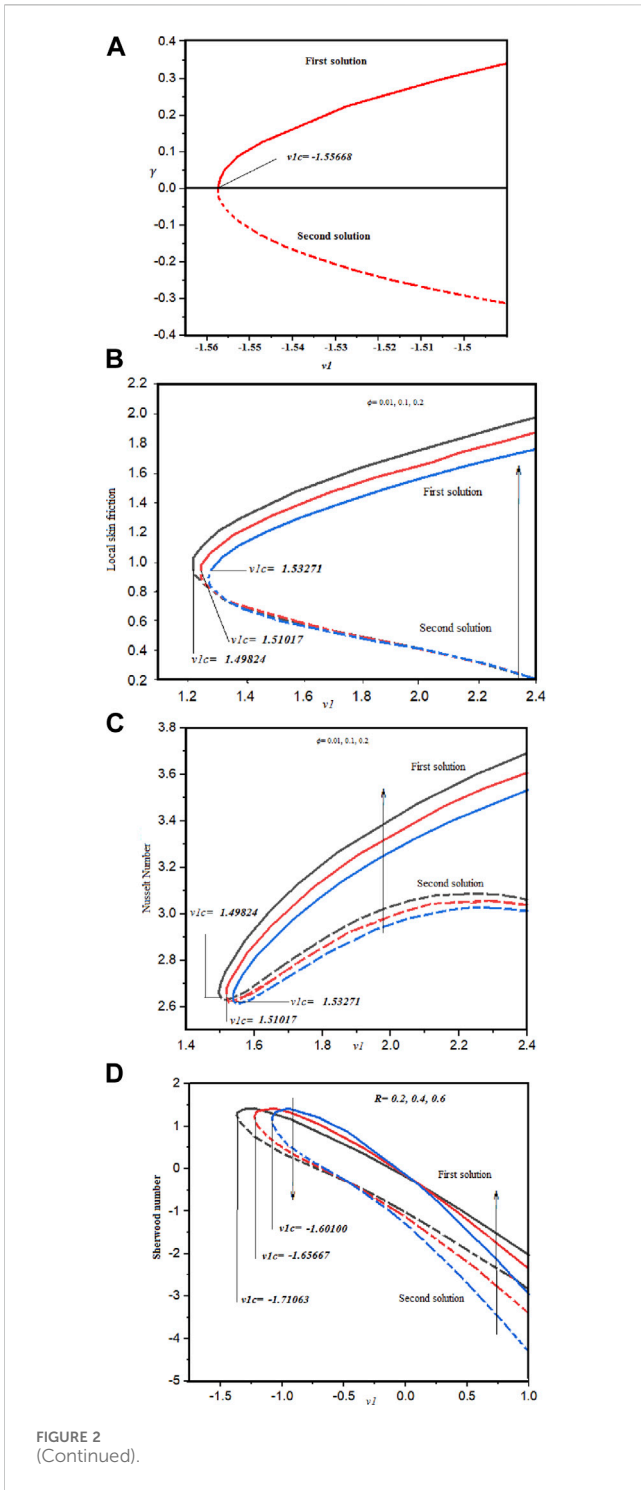 A
0.4
0.3
0.2
0.1
0.0
-0.1
-0.2
-0.3
-0.4
γ
First solution
v1c= -1.55668
Second solution
-1.56 -1.55 -1.54 -1.53 -1.52 -1.51 -1.5
v1
B
2.2
2.0
1.8
1.6
1.4
1.2
1.0
0.8
0.6
0.4
0.2
Local skin friction
ϕ= 0.01, 0.1, 0.2
First solution
v1c= 1.53271
v1c= 1.51017
v1c= 1.49824
Second solution
1.2 1.4 1.6 1.8 2.0 2.2 2.4
v1
C
3.8
3.6
3.4
3.2
3.0
2.8
2.6
2.4
Nusselt Number
ϕ= 0.01, 0.1, 0.2
First solution
Second solution
v1c= 1.49824
v1c= 1.53271
v1c= 1.51017
1.4 1.6 1.8 2.0 2.2 2.4
v1
D
2
1
0
-1
-2
-3
-4
-5
Sherwood number
R= 0.2, 0.4, 0.6
First solution
v1c= -1.60100
v1c= -1.65667
v1c= -1.71063
Second solution
-1.5 -1.0 -0.5 0.0 0.5 1.0
v1
FIGURE 2
(Continued).